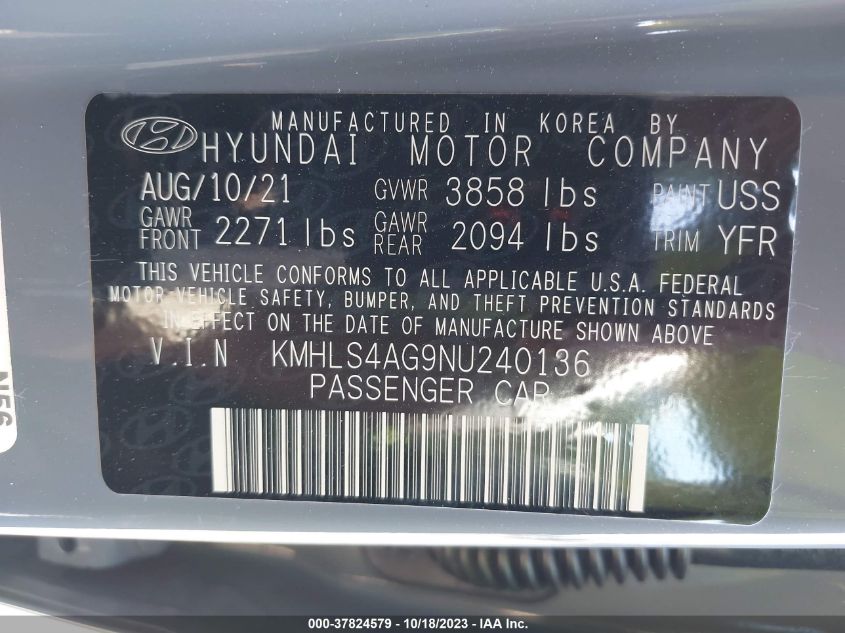 MANUFACTURED IN KOREA BY
HYUNDAI MOTOR COMPANY
AUG/10/21 GVWR 3858 lbs PAINT USS
GAWR FRONT 2271 lbs GAWR REAR 2094 lbs TRIM YFR
THIS VEHICLE CONFORMS TO ALL APPLICABLE U.S.A. FEDERAL
MOTOR VEHICLE SAFETY, BUMPER, AND THEFT PREVENTION STANDARDS
IN EFFECT ON THE DATE OF MANUFACTURE SHOWN ABOVE
V.I.N KMHLS4AG9NU240136
PASSENGER CAR
N56
000-37824579 - 10/18/2023 - IAA Inc.